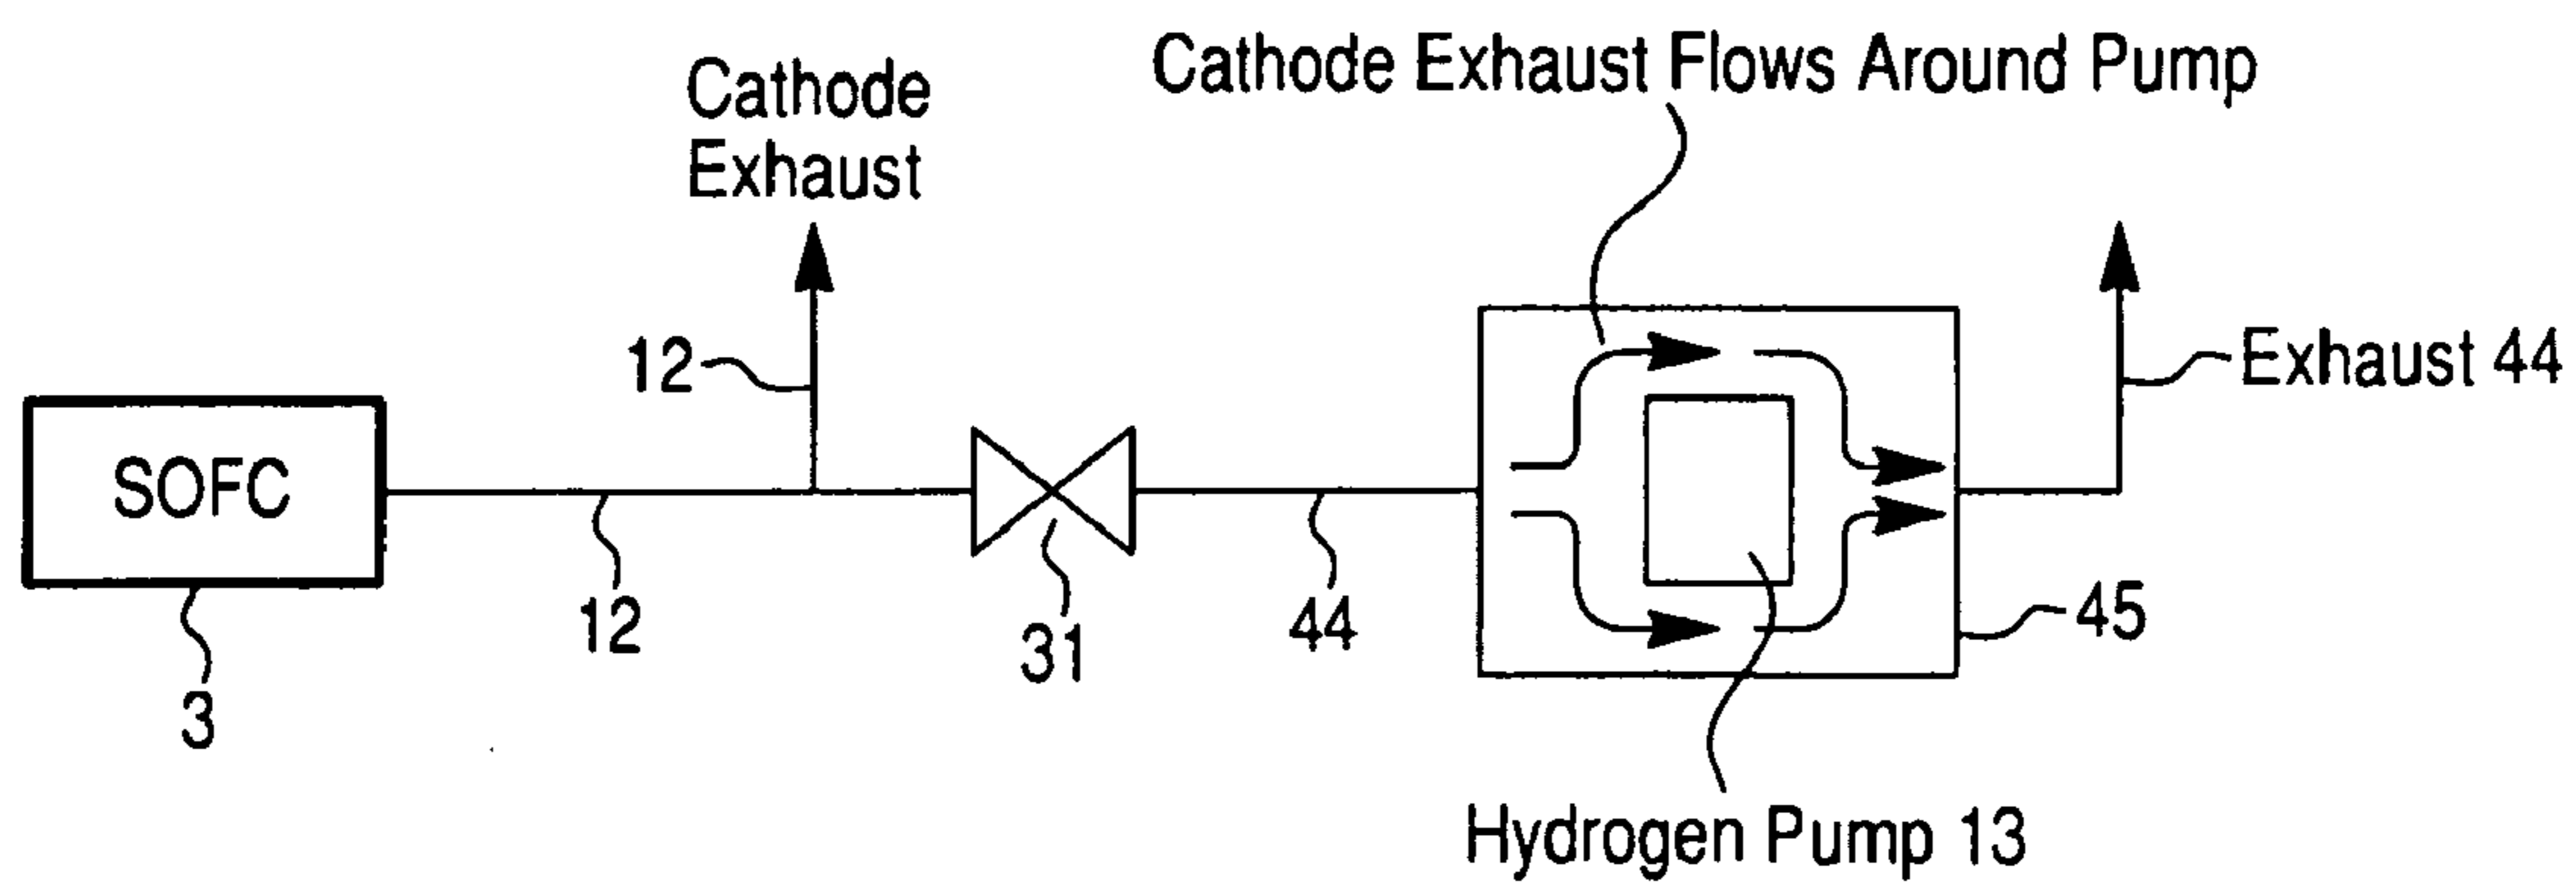 Cathode Exhaust Flows Around Pump
Cathode
Exhaust
12
Exhaust 44
SOFC
12
31
44
45
3
Hydrogen Pump 13